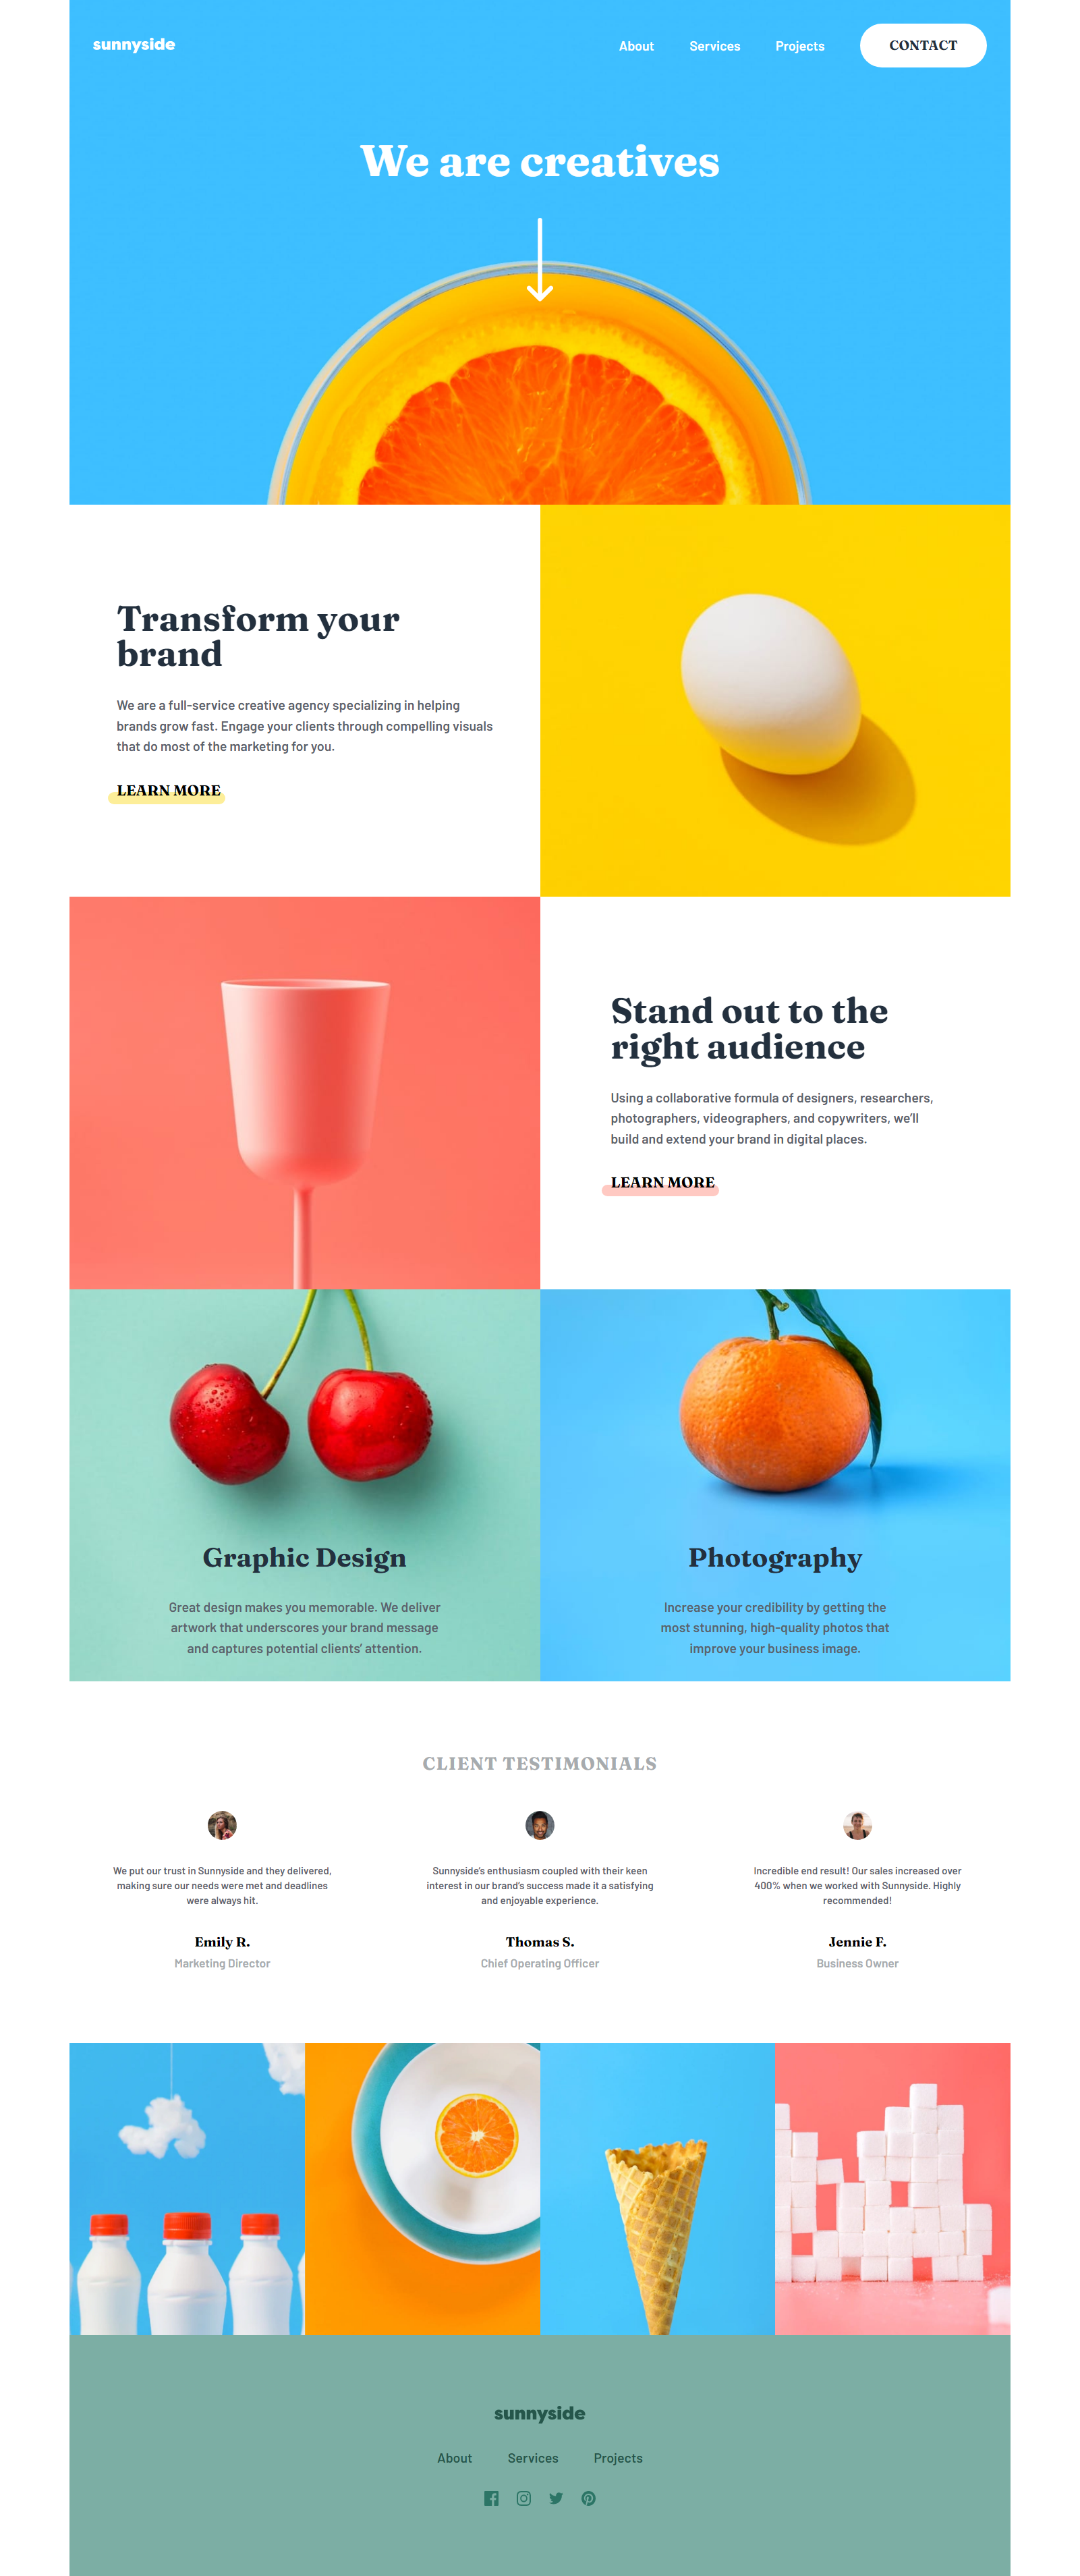 sunnyside
About Services Projects CONTACT
We are creatives
Transform your
brand
We are a full-service creative agency specializing in helping
brands grow fast. Engage your clients through compelling visuals
that do most of the marketing for you.
LEARN MORE
Stand out to the
right audience
Using a collaborative formula of designers, researchers,
photographers, videographers, and copywriters, we’ll
build and extend your brand in digital places.
LEARN MORE
Graphic Design
Great design makes you memorable. We deliver
artwork that underscores your brand message
and captures potential clients’ attention.
Photography
Increase your credibility by getting the
most stunning, high-quality photos that
improve your business image.
CLIENT TESTIMONIALS
We put our trust in Sunnyside and they delivered,
making sure our needs were met and deadlines
were always hit.
Emily R.
Marketing Director
Sunnyside’s enthusiasm coupled with their keen
interest in our brand’s success made it a satisfying
and enjoyable experience.
Thomas S.
Chief Operating Officer
Incredible end result! Our sales increased over
400% when we worked with Sunnyside. Highly
recommended!
Jennie F.
Business Owner
sunnyside
About Services Projects